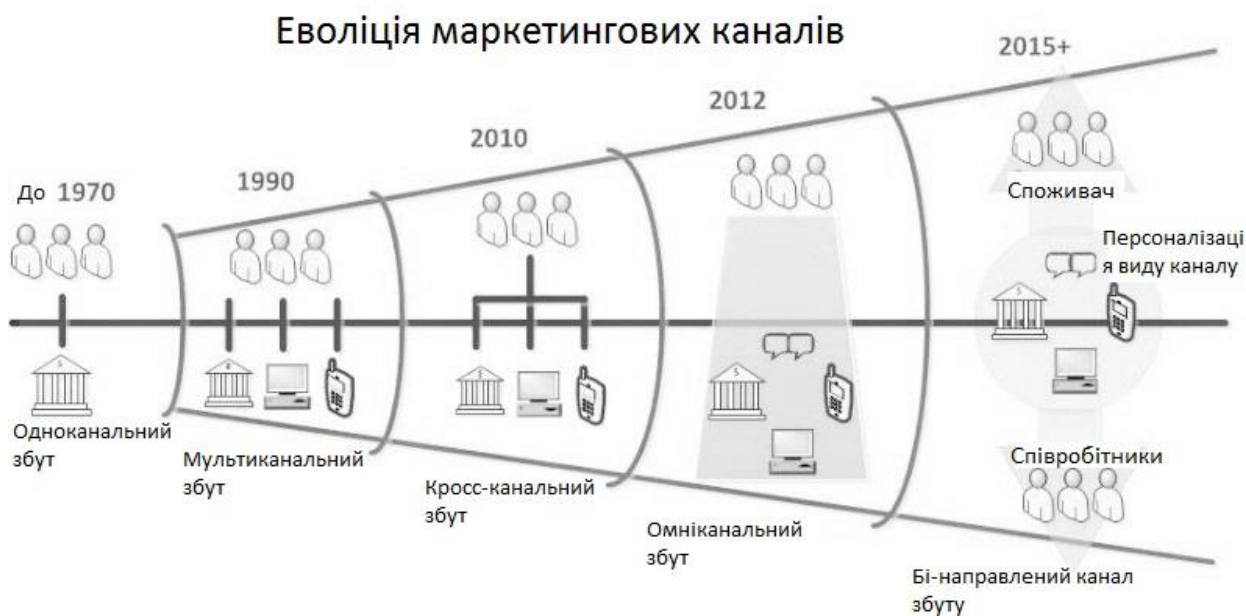 Еволіція маркетингових каналів
До 1970
1990
2010
2012
2015+
Споживач
Персоналізаці
я виду каналу
Одноканальний
збут
Мультиканальний
збут
Кросс-канальний
збут
Омніканальний
збут
Співробітники
Бі-направлений канал
збуту